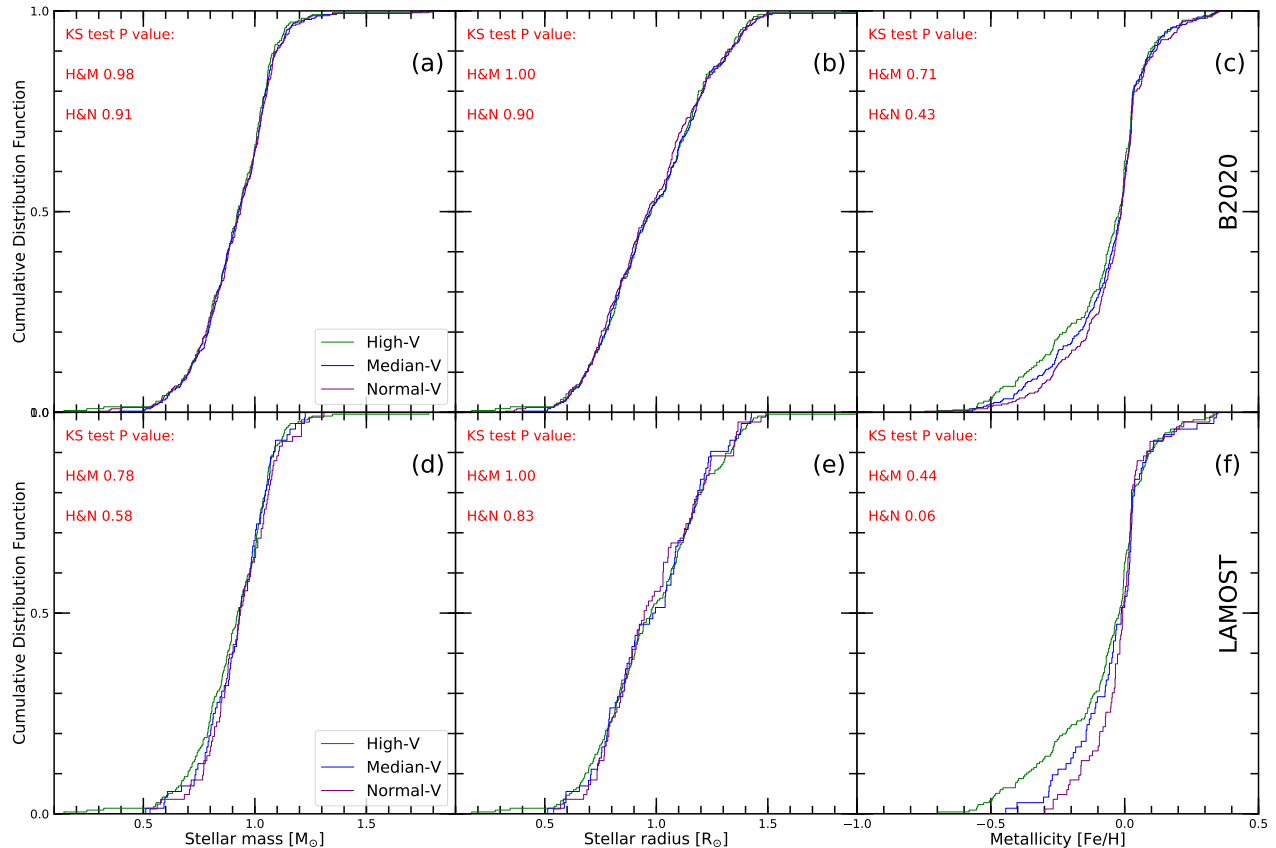 1.0
KS test P value:
H&M 0.98
H&N 0.91
(a)
KS test P value:
H&M 1.00
H&N 0.90
(b)
KS test P value:
H&M 0.71
H&N 0.43
(c)
B2020
0.5
Cumulative Distribution Function
High-V
Median-V
Normal-V
1.0
KS test P value:
H&M 0.78
H&N 0.58
(d)
KS test P value:
H&M 1.00
H&N 0.83
(e)
KS test P value:
H&M 0.44
H&N 0.06
(f)
LAMOST
0.5
Cumulative Distribution Function
High-V
Median-V
Normal-V
0.0
0.5 1.0 1.5
Stellar mass [M☉]
0.5 1.0 1.5
Stellar radius [R☉]
−1.0 −0.5 0.0 0.5
Metallicity [Fe/H]